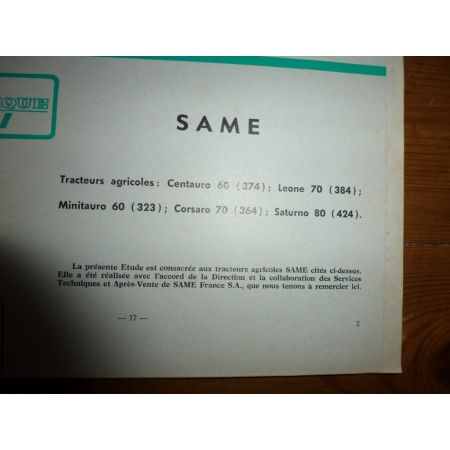 SAME
Tracteurs agricoles: Centauro 60 (374); Leone 70 (384);
Minitauro 60 (323); Corsaro 70 (364); Saturno 80 (424).
La présente Etude est consacrée aux tracteurs agricoles SAME cités ci-dessus.
Elle a été réalisée avec l'accord de la Direction et la collaboration des Services
Techniques et Après-Vente de SAME France S.A., que nous tenons à remercier ici.
— 17 —
2